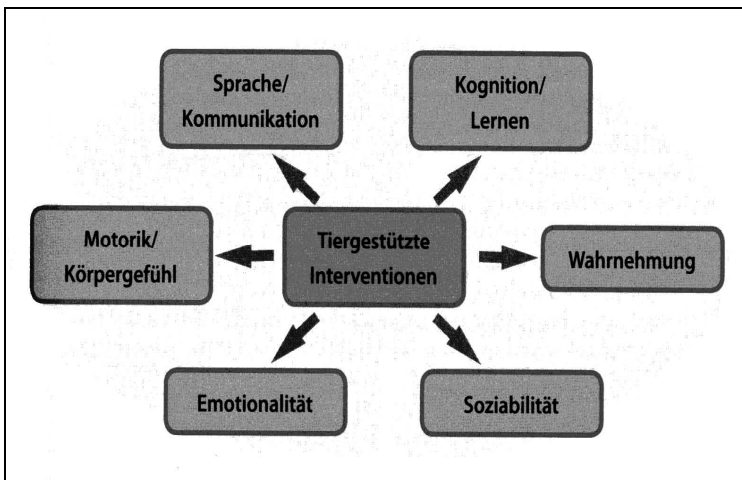 Sprache/
Kommunikation
Kognition/
Lernen
Motorik/
Körpergefühl
Tiergestützte
Interventionen
Wahrnehmung
Emotionalität
Soziabilität